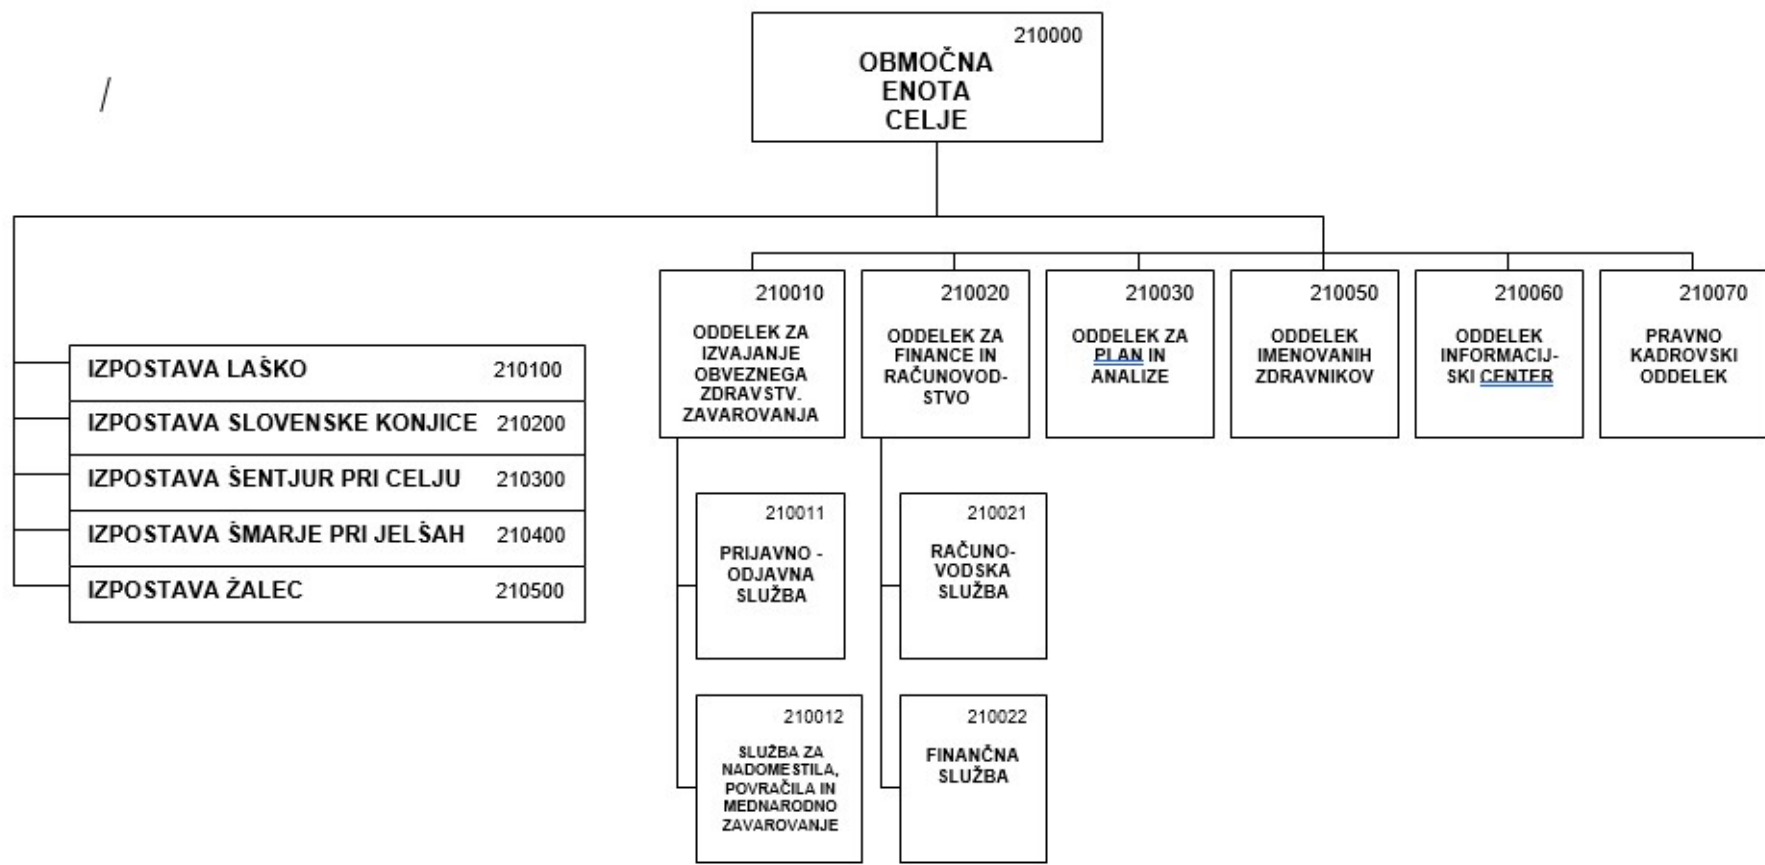 /
210000
OBMOČNA
ENOTA
CELJE
IZPOSTAVA LAŠKO 210100
IZPOSTAVA SLOVENSKE KONJICE 210200
IZPOSTAVA ŠENTJUR PRI CELJU 210300
IZPOSTAVA ŠMARJE PRI JELŠAH 210400
IZPOSTAVA ŽALEC 210500
210010
ODDELEK ZA
IZVAJANJE
OBVEZNEGA
ZDRAVSTV.
ZAVAROVANJA
210020
ODDELEK ZA
FINANCE IN
RAČUNOVOD-
STVO
210030
ODDELEK ZA
PLAN IN
ANALIZE
210050
ODDELEK
IMENOVANIH
ZDRAVNIKOV
210060
ODDELEK
INFORMACIJ-
SKI CENTER
210070
PRAVNO
KADROVSKI
ODDELEK
210011
PRIJAVNO -
ODJAVNA
SLUŽBA
210021
RAČUNO-
VODSKA
SLUŽBA
210012
SLUŽBA ZA
NADOMESTILA,
POVRAČILA IN
MEDNARODNO
ZAVAROVANJE
210022
FINANČNA
SLUŽBA